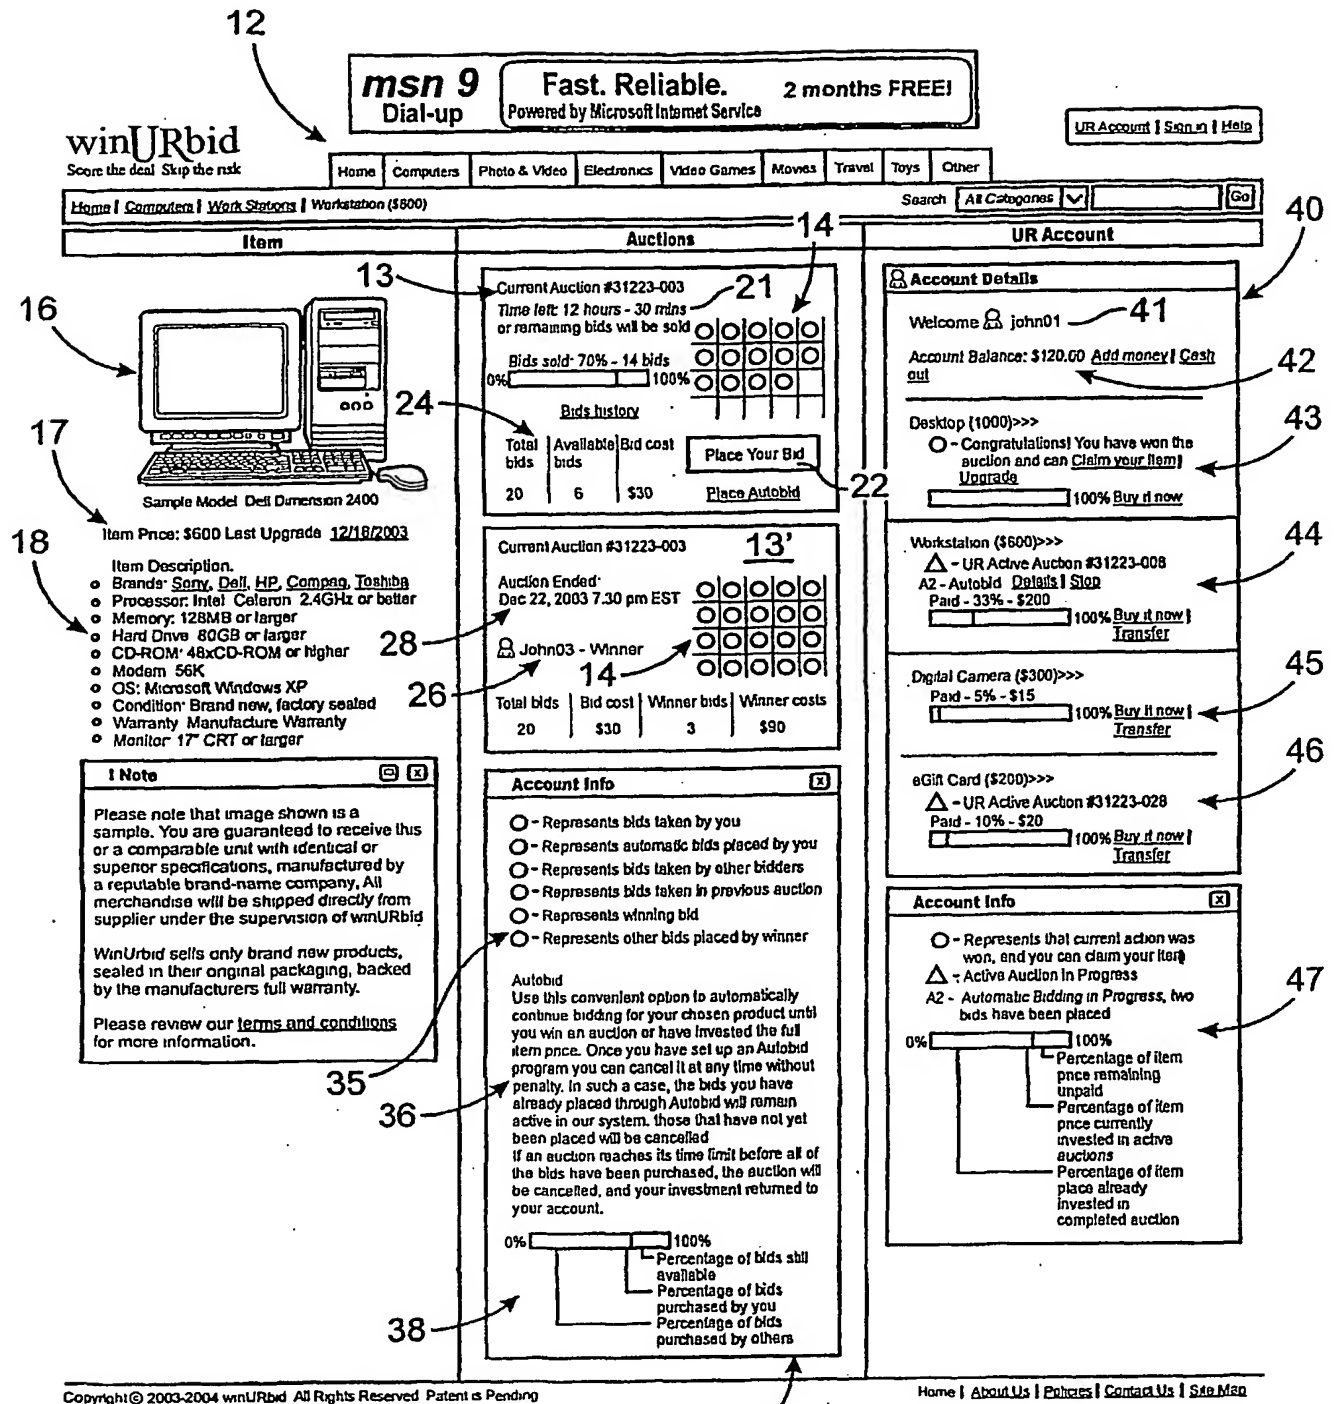 12
msn 9
Dial-up
Fast. Reliable.
2 months FREE!
Powered by Microsoft Internet Service
UR Account | Sign in | Help
winURbid
Score the deal Skip the risk
Home
Computers
Photo & Video
Electronics
Video Games
Movies
Travel
Toys
Other
Home | Computers | Work Stations | Workstation ($600)
Search
All Categories
Go
Item
Auctions
UR Account
14
40
13
16
17
18
Sample Model Dell Dimension 2400
Item Price: $600 Last Upgrade 12/18/2003
Item Description.
Brands: Sony, Dell, HP, Compaq, Toshiba
Processor: Intel Celeron 2.4GHz or better
Memory: 128MB or larger
Hard Drive 80GB or larger
CD-ROM: 48xCD-ROM or higher
Modem 56K
OS: Microsoft Windows XP
Condition: Brand new, factory sealed
Warranty Manufacture Warranty
Monitor 17" CRT or larger
! Note
Please note that image shown is a
sample. You are guaranteed to receive this
or a comparable unit with identical or
superior specifications, manufactured by
a reputable brand-name company, All
merchandise will be shipped directly from
supplier under the supervision of winURbid
WinUrbid sells only brand new products,
sealed in their original packaging, backed
by the manufacturers full warranty.
Please review our terms and conditions
for more information.
Current Auction #31223-003
21
Time left: 12 hours - 30 mins
or remaining bids will be sold
Bids sold: 70% - 14 bids
0% 100%
24
Bids history
Total bids
Available bids
Bid cost
20
6
$30
Place Your Bid
22
Place Autobid
Current Auction #31223-003
13'
Auction Ended:
Dec 22, 2003 7.30 pm EST
28
John03 - Winner
26
14
Total bids
Bid cost
Winner bids
Winner costs
20
$30
3
$90
Account Info
- Represents bids taken by you
- Represents automatic bids placed by you
- Represents bids taken by other bidders
- Represents bids taken in previous auction
- Represents winning bid
- Represents other bids placed by winner
35
Autobid
Use this convenient option to automatically
continue bidding for your chosen product until
you win an auction or have invested the full
item price. Once you have set up an Autobid
program you can cancel it at any time without
penalty. In such a case, the bids you have
already placed through Autobid will remain
active in our system. those that have not yet
been placed will be cancelled
If an auction reaches its time limit before all of
the bids have been purchased, the auction will
be cancelled, and your investment returned to
your account.
36
0% 100%
Percentage of bids still
available
Percentage of bids
purchased by you
Percentage of bids
purchased by others
38
Account Details
Welcome john01
41
Account Balance: $120.00 Add money | Cash
out
42
Desktop (1000)>>>
- Congratulations! You have won the
auction and can Claim your Item |
Upgrade
100% Buy it now
43
Workstation ($600)>>>
- UR Active Auction #31223-008
A2 - Autobid Details | Stop
Paid - 33% - $200
100% Buy it now |
Transfer
44
Digital Camera ($300)>>>
Paid - 5% - $15
100% Buy it now |
Transfer
45
eGift Card ($200)>>>
- UR Active Auction #31223-028
Paid - 10% - $20
100% Buy it now |
Transfer
46
Account Info
- Represents that current action was
won, and you can claim your item
- Active Auction In Progress
A2 - Automatic Bidding in Progress, two
bids have been placed
47
0% 100%
Percentage of item
price remaining
unpaid
Percentage of item
price currently
invested in active
auctions
Percentage of item
place already
invested in
completed auction
Copyright © 2003-2004 winURbid All Rights Reserved Patent is Pending
Home | About Us | Policies | Contact Us | Site Map